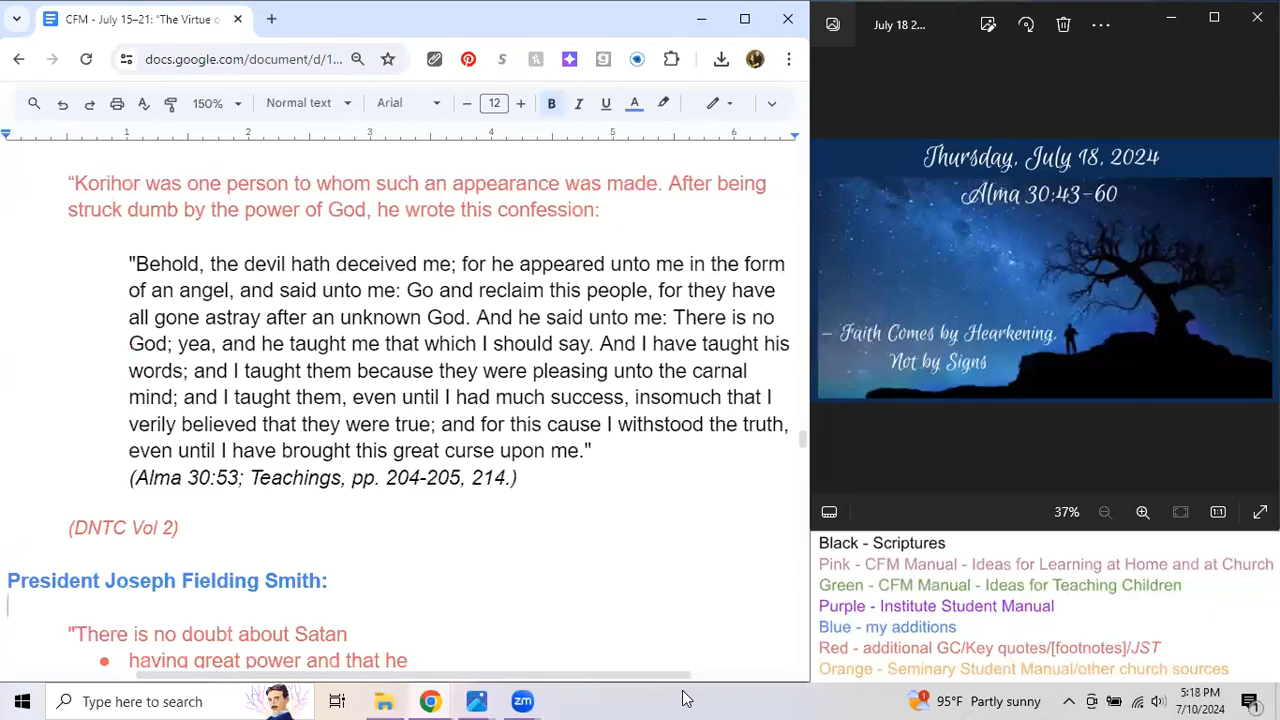 CFM - July 15–21: "The Virtue o
docs.google.com/document/d/1...
150%
Normal text
Arial
12
B
I
U
A
1
2
3
4
5
6
“Korihor was one person to whom such an appearance was made. After being
struck dumb by the power of God, he wrote this confession:
"Behold, the devil hath deceived me; for he appeared unto me in the form
of an angel, and said unto me: Go and reclaim this people, for they have
all gone astray after an unknown God. And he said unto me: There is no
God; yea, and he taught me that which I should say. And I have taught his
words; and I taught them because they were pleasing unto the carnal
mind; and I taught them, even until I had much success, insomuch that I
verily believed that they were true; and for this cause I withstood the truth,
even until I have brought this great curse upon me."
(Alma 30:53; Teachings, pp. 204-205, 214.)
(DNTC Vol 2)
President Joseph Fielding Smith:
"There is no doubt about Satan
● having great power and that he
July 18 2...
Thursday, July 18, 2024
Alma 30:43-60
– Faith Comes by Hearkening,
Not by Signs
37%
1:1
Black - Scriptures
Pink - CFM Manual - Ideas for Learning at Home and at Church
Green - CFM Manual - Ideas for Teaching Children
Purple - Institute Student Manual
Blue - my additions
Red - additional GC/Key quotes/[footnotes]/JST
Orange - Seminary Student Manual/other church sources
Type here to search
zm
1
95°F Partly sunny
5:18 PM
7/10/2024
1